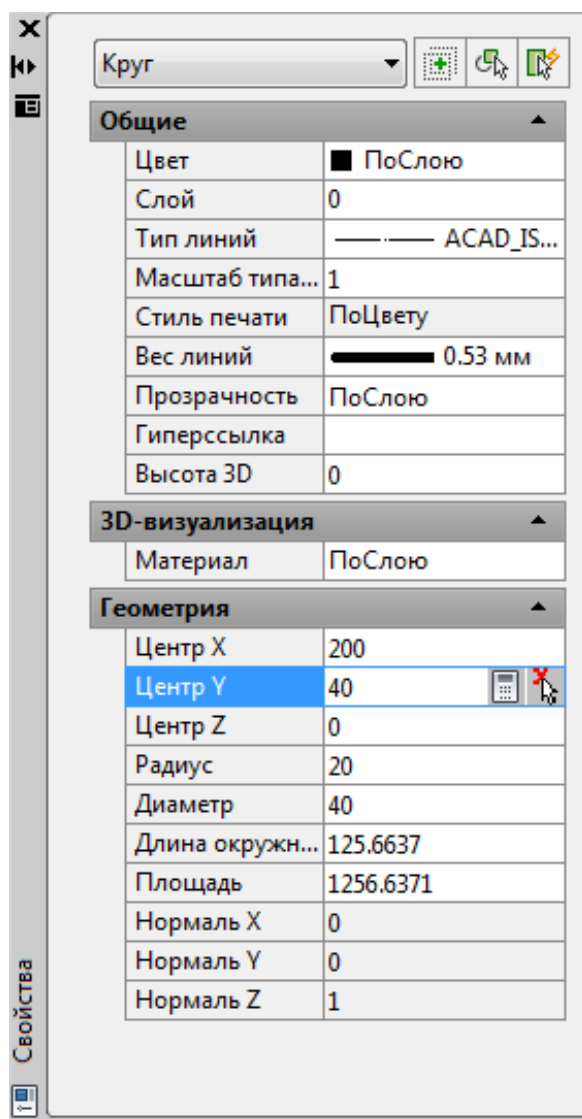 Круг
Общие
Цвет ПоСлою
Слой 0
Тип линий ACAD_IS...
Масштаб типа... 1
Стиль печати ПоЦвету
Вес линий 0.53 мм
Прозрачность ПоСлою
Гиперссылка
Высота 3D 0
3D-визуализация
Материал ПоСлою
Геометрия
Центр X 200
Центр Y 40
Центр Z 0
Радиус 20
Диаметр 40
Длина окружн... 125.6637
Площадь 1256.6371
Нормаль X 0
Нормаль Y 0
Нормаль Z 1
Свойства